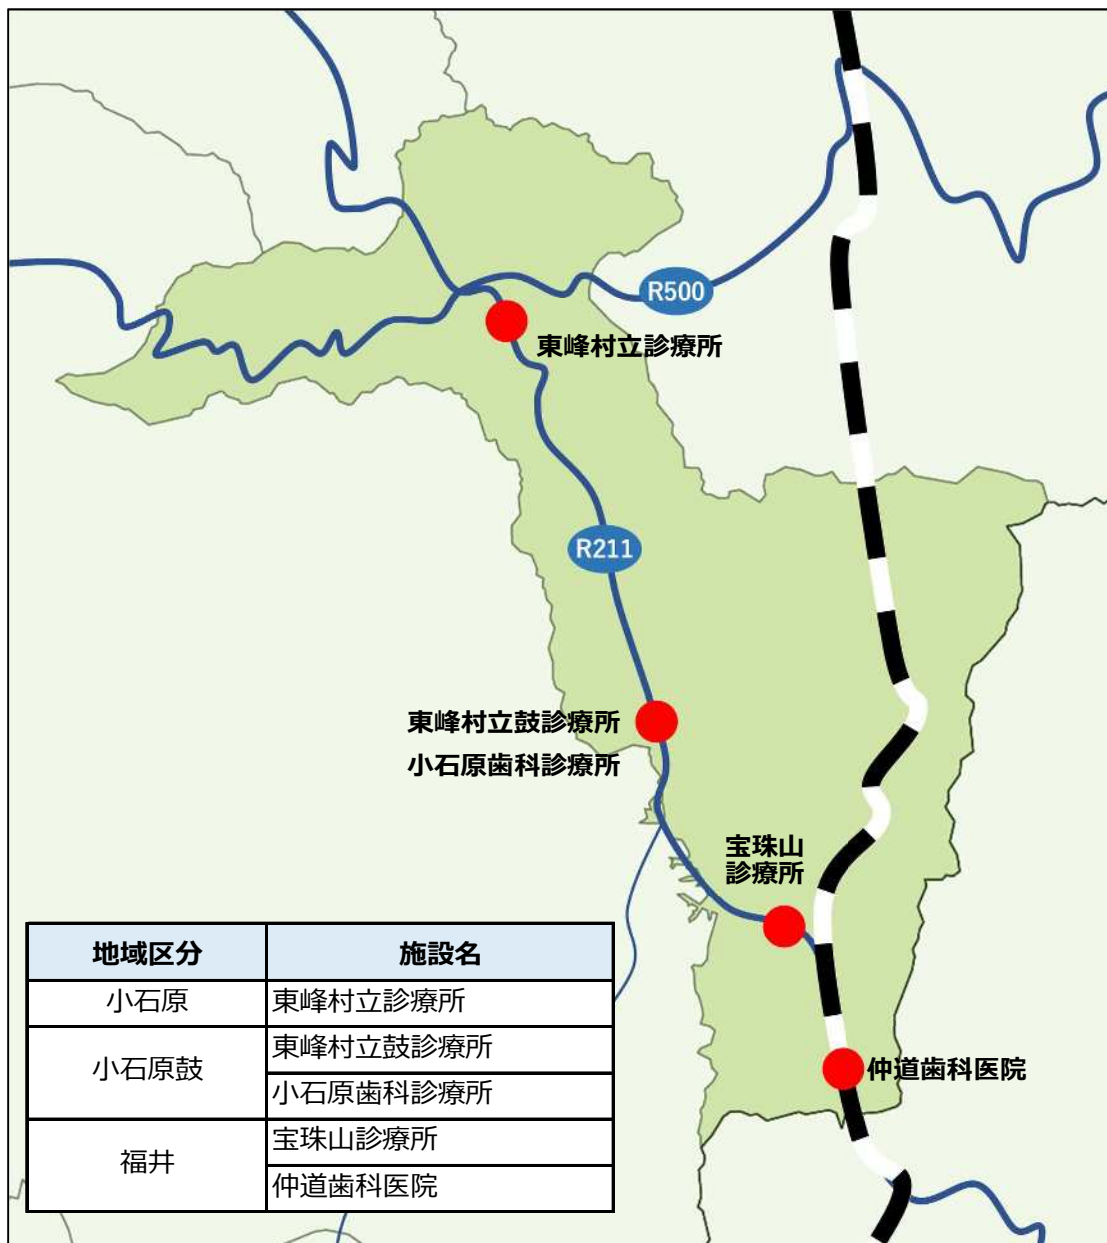 R500
東峰村立診療所
R211
東峰村立鼓診療所
小石原歯科診療所
宝珠山
診療所
仲道歯科医院
地域区分 施設名
小石原 東峰村立診療所
小石原鼓 東峰村立鼓診療所
小石原歯科診療所
福井 宝珠山診療所
仲道歯科医院